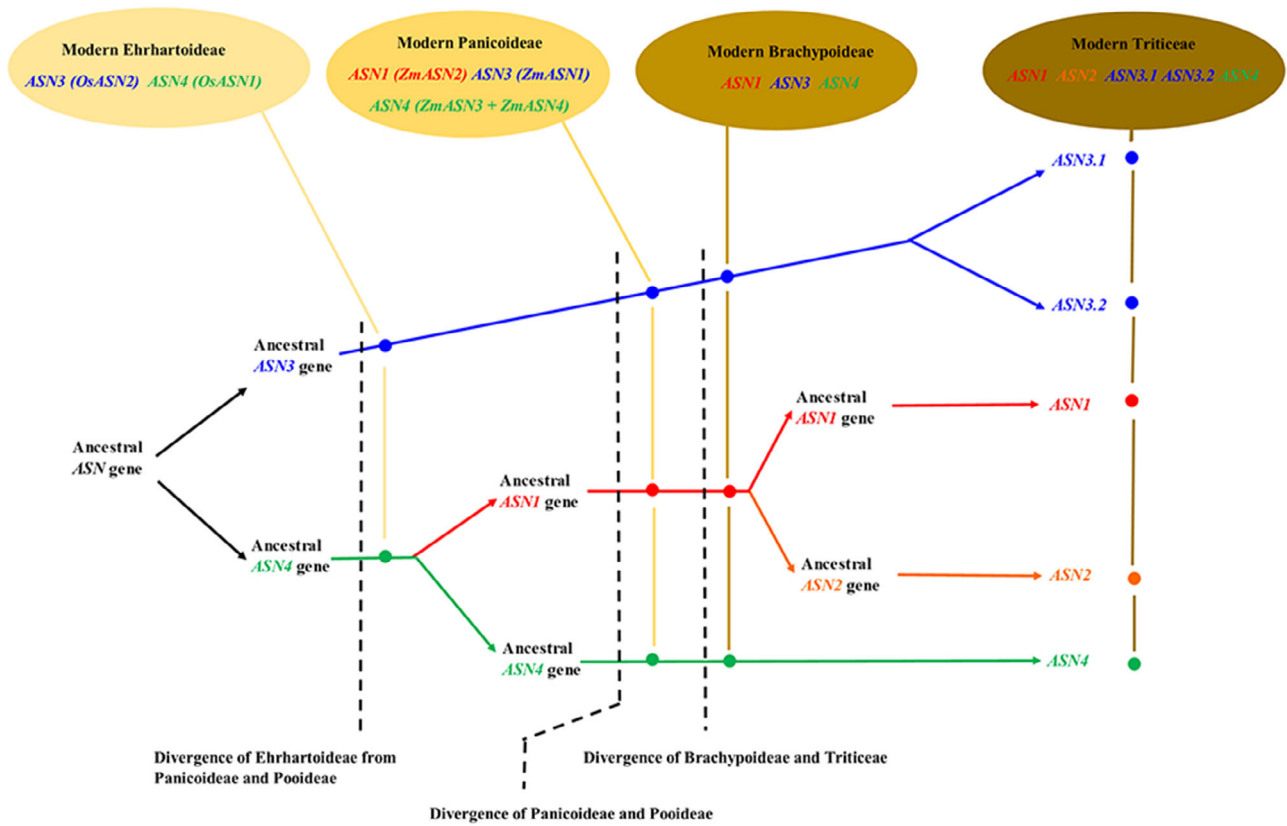 Modern Ehrhartoideae
ASN3 (OsASN2) ASN4 (OsASN1)
Modern Panicoideae
ASN1 (ZmASN2) ASN3 (ZmASN1)
ASN4 (ZmASN3 + ZmASN4)
Modern Brachypoideae
ASN1 ASN3 ASN4
Modern Triticeae
ASN1 ASN2 ASN3.1 ASN3.2 ASN4
ASN3.1
ASN3.2
Ancestral
ASN3 gene
Ancestral
ASN gene
Ancestral
ASN4 gene
Ancestral
ASN1 gene
Ancestral
ASN4 gene
Ancestral
ASN1 gene
ASN1
Ancestral
ASN2 gene
ASN2
ASN4
Divergence of Ehrhartoideae from
Panicoideae and Pooideae
Divergence of Brachypoideae and Triticeae
Divergence of Panicoideae and Pooideae